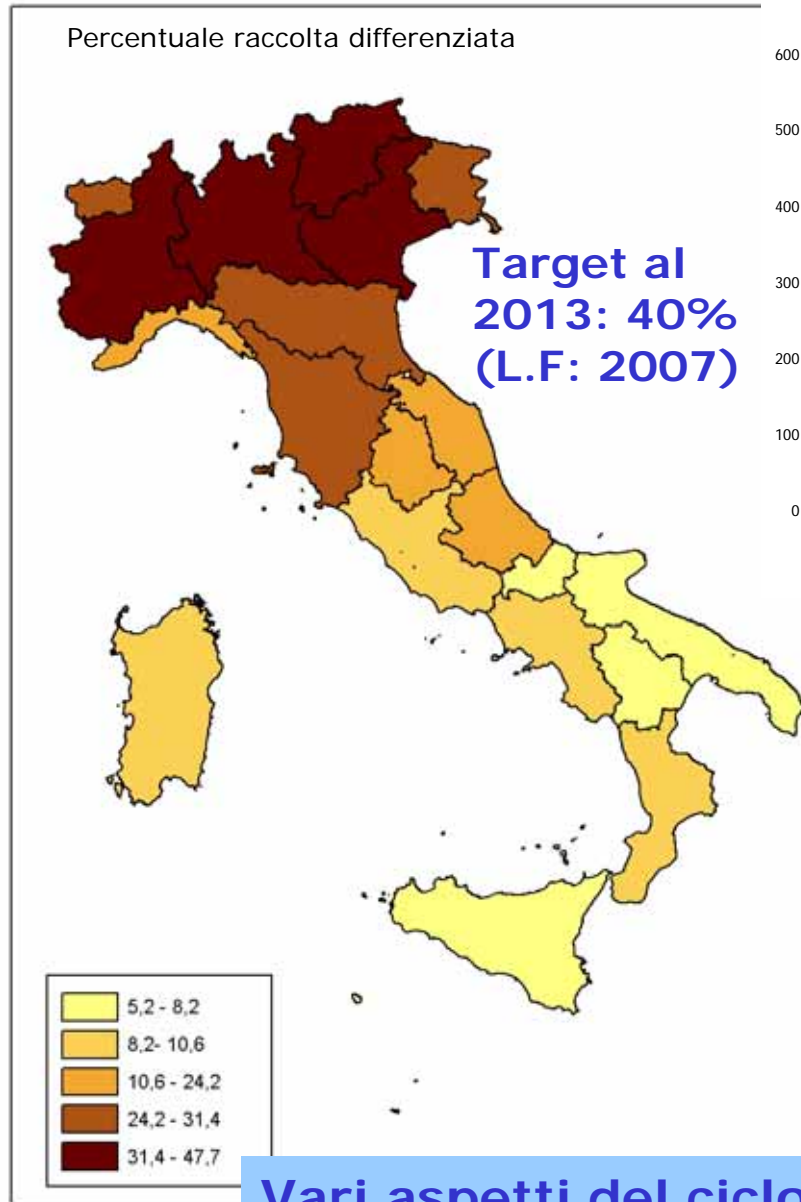 Percentuale raccolta differenziata
600
500
400
300
200
100
0
Target al
2013: 40%
(L.F: 2007)
5,2 - 8,2
8,2- 10,6
10,6 - 24,2
24,2 - 31,4
31,4 - 47,7
Vari aspetti del ciclo